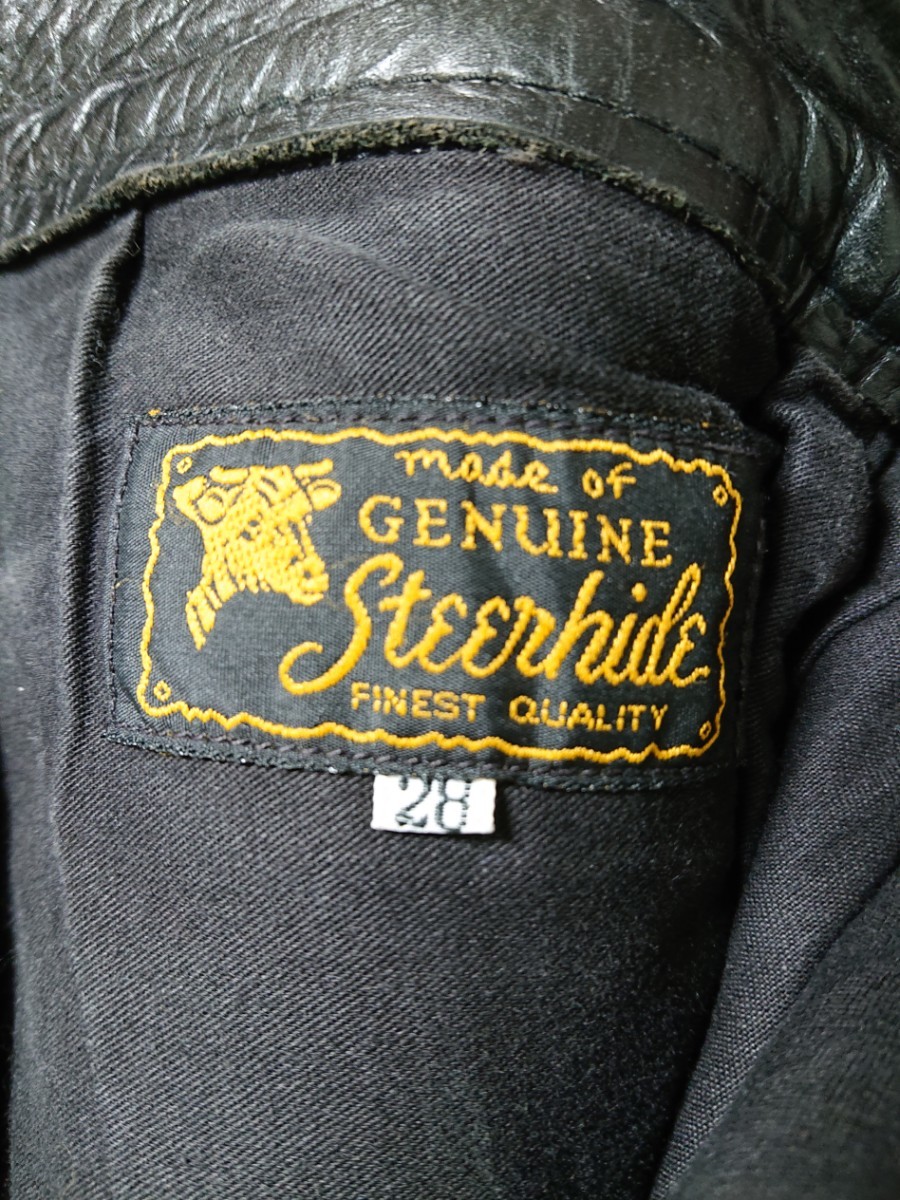 made of
GENUINE
Steerhide
FINEST QUALITY
28